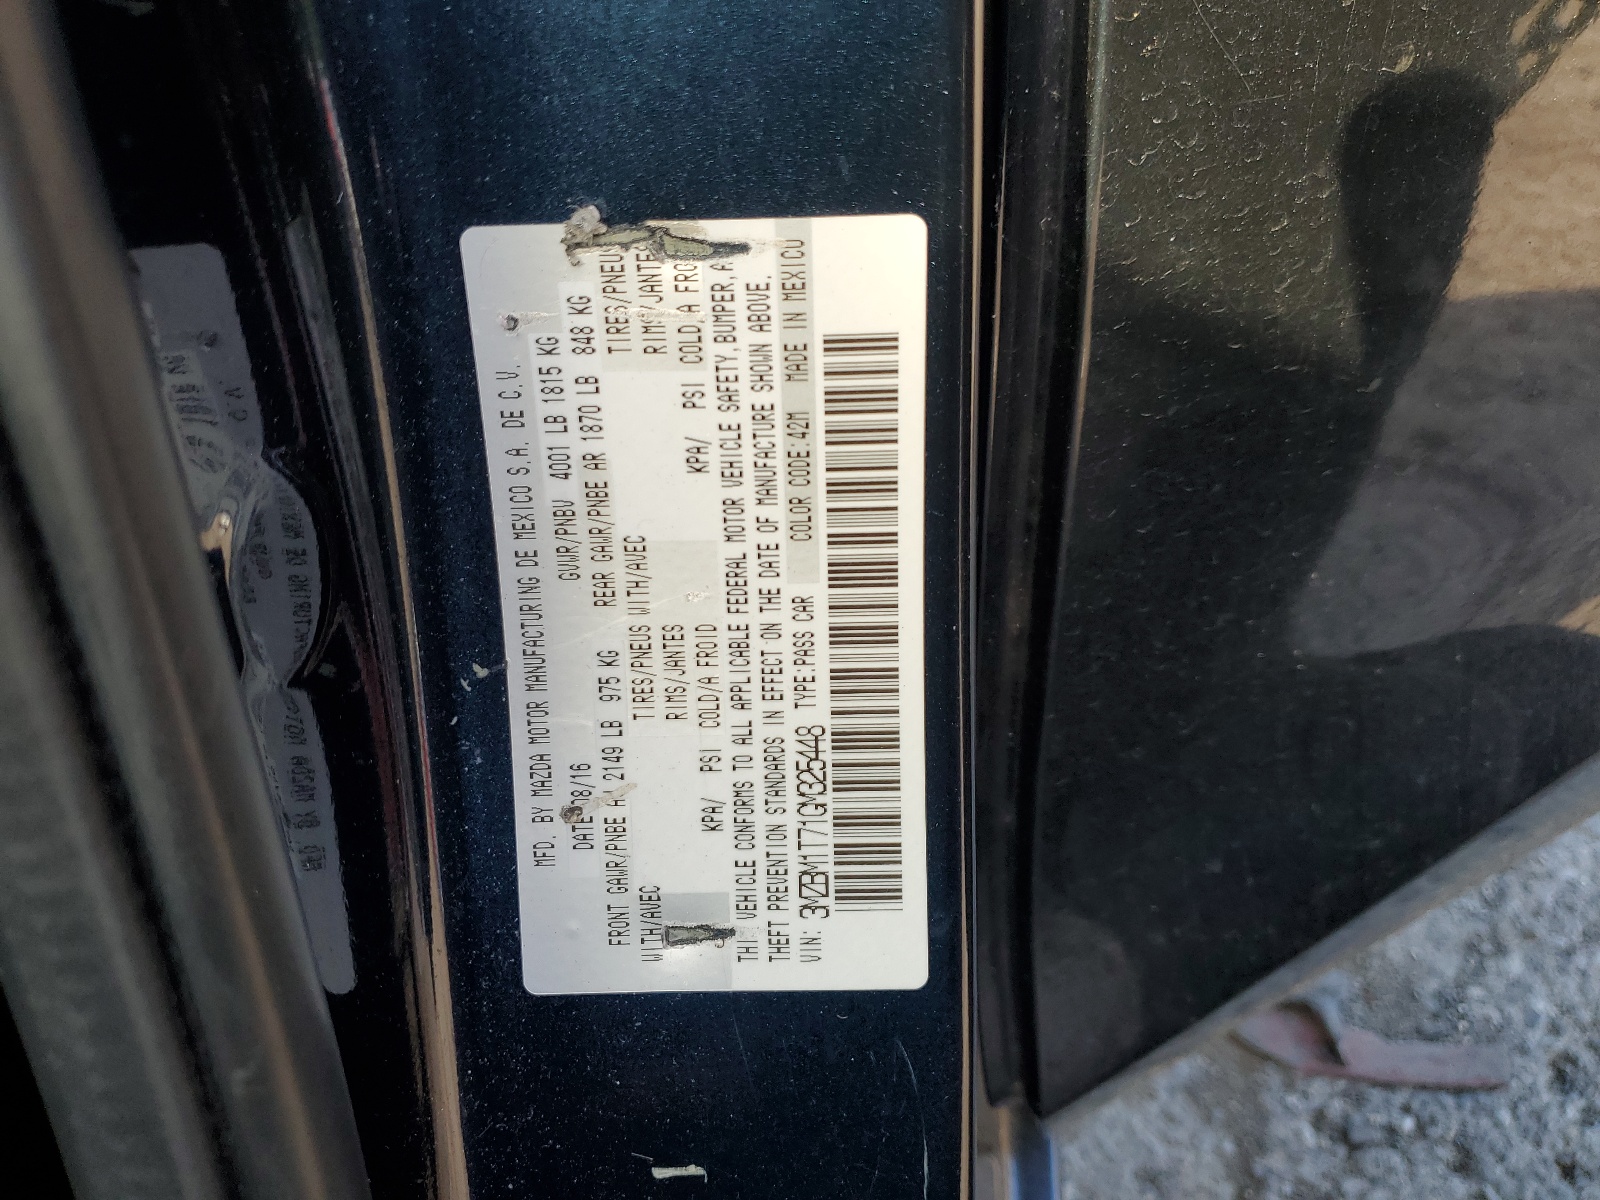 MFD. BY MAZDA MOTOR MANUFACTURING DE MEXICO S.A. DE C.V.
DATE 08/16 GVWR/PNBV 4001 LB 1815 KG
FRONT GAWR/PNBE AV 2149 LB 975 KG REAR GAWR/PNBE AR 1870 LB 848 KG
WITH/AVEC TIRES/PNEUS WITH/AVEC TIRES/PNEU
RIMS/JANTES RIMS/JANTE
KPA/ PSI COLD/A FROID KPA/ PSI COLD/A FRO
THI VEHICLE CONFORMS TO ALL APPLICABLE FEDERAL MOTOR VEHICLE SAFETY, BUMPER, A
THEFT PREVENTION STANDARDS IN EFFECT ON THE DATE OF MANUFACTURE SHOWN ABOVE.
VIN: 3MZBM1T71GM325448 TYPE:PASS CAR COLOR CODE:42M MADE IN MEXICO